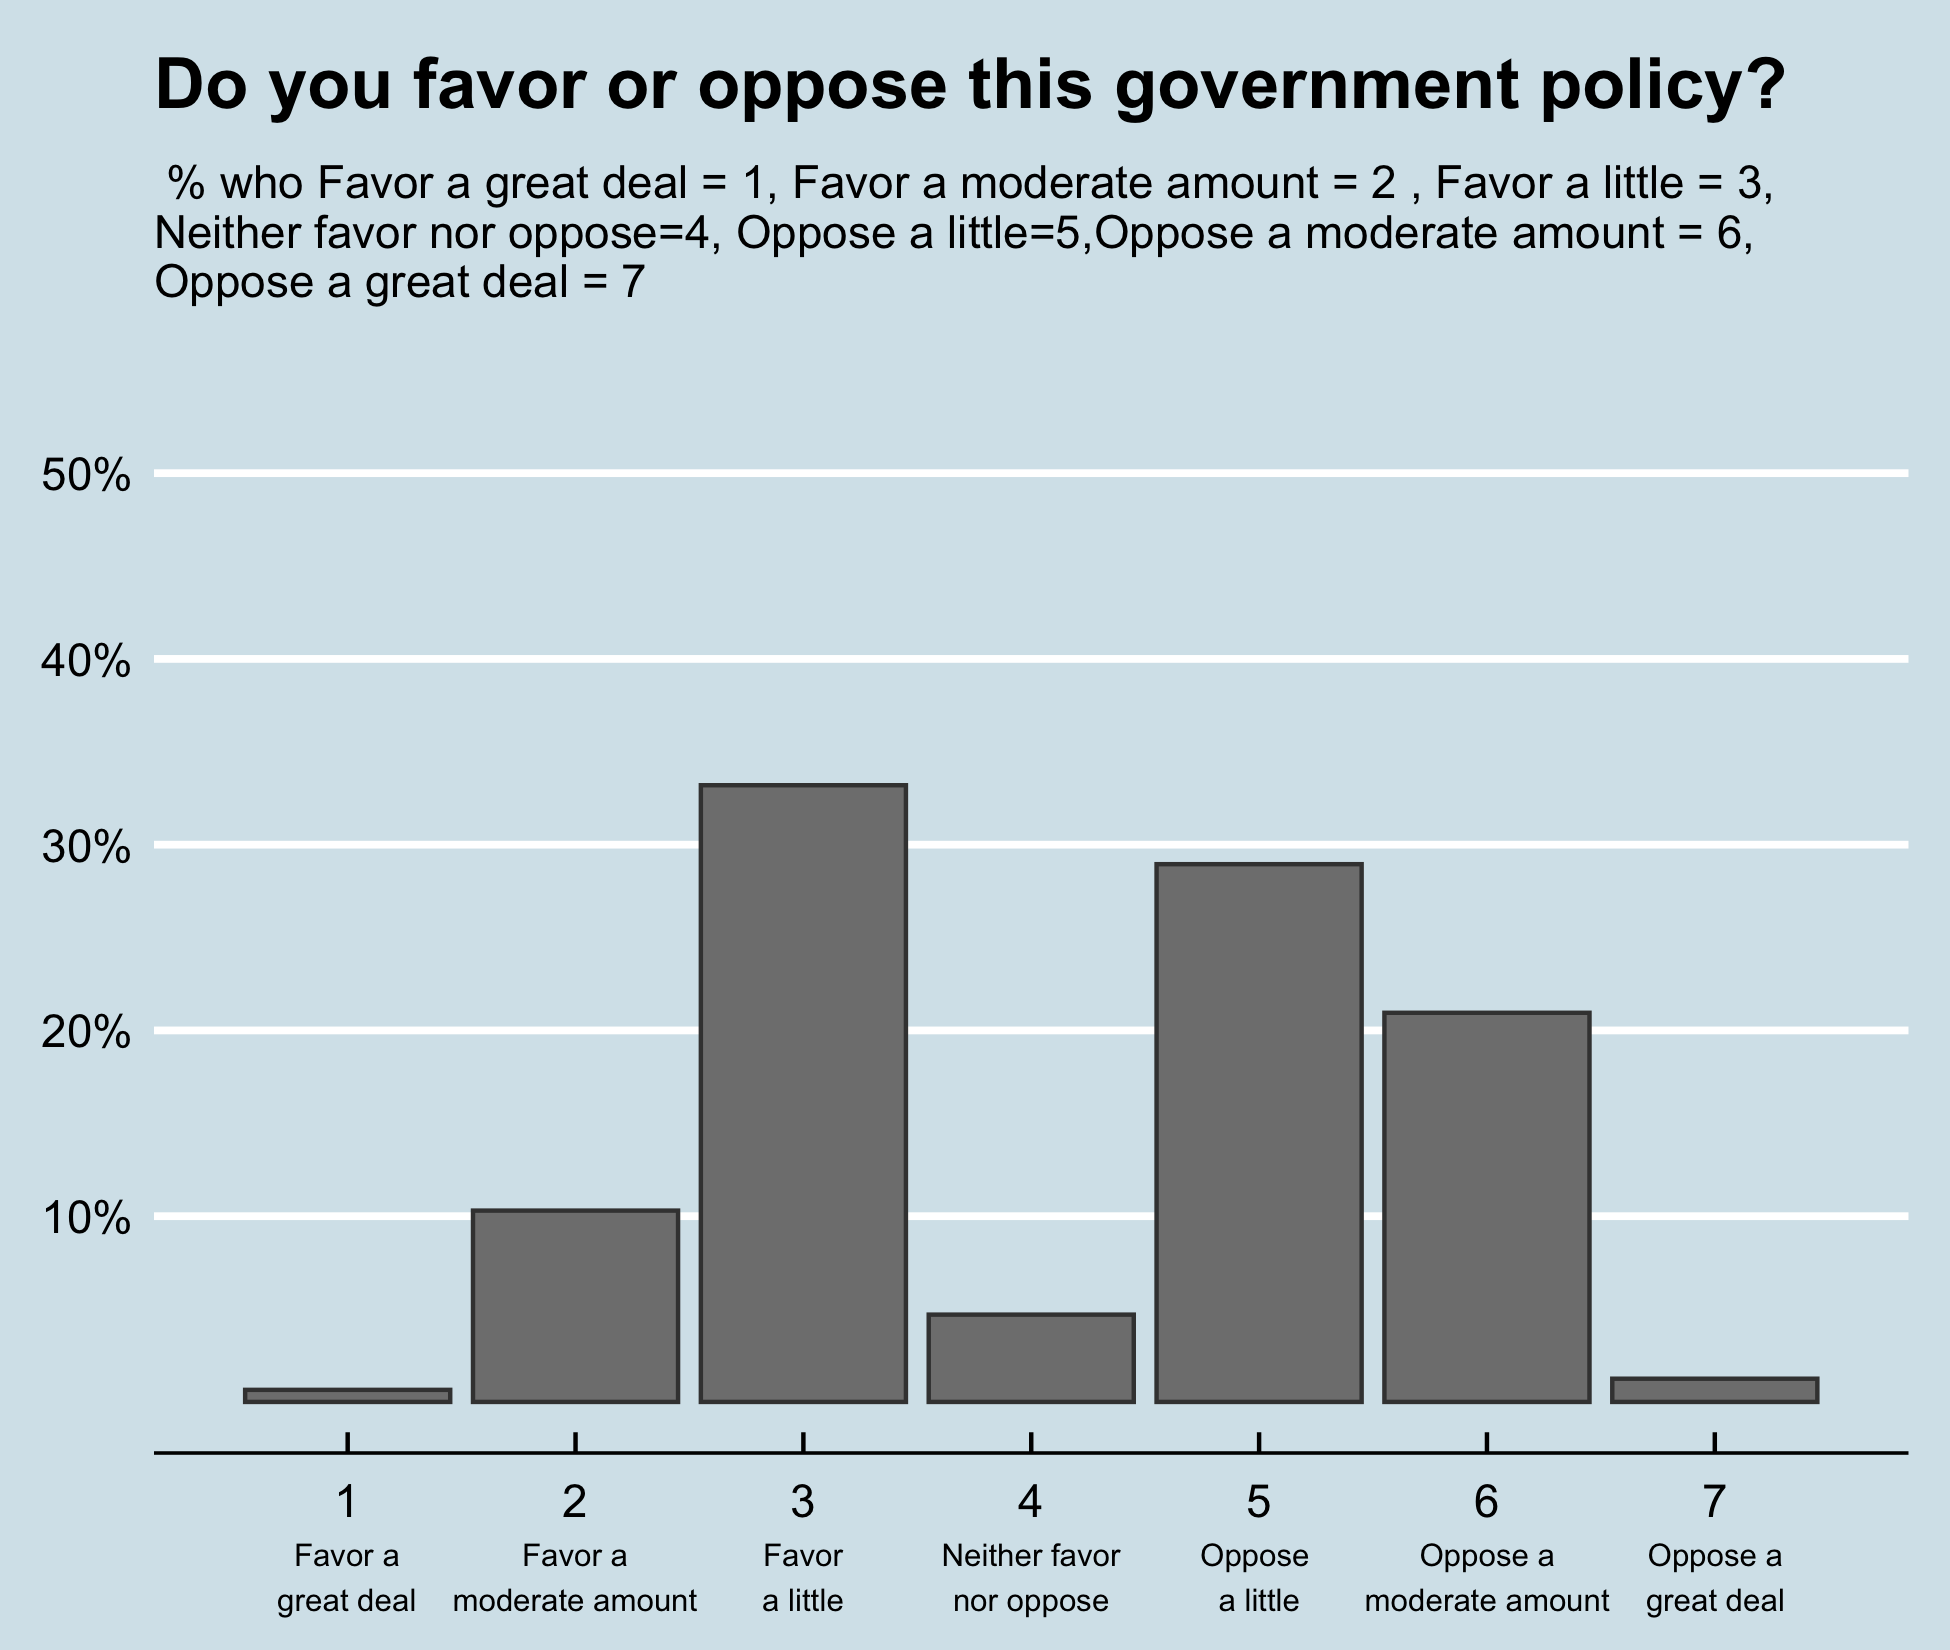 Do you favor or oppose this government policy?
% who Favor a great deal = 1, Favor a moderate amount = 2 , Favor a little = 3,
Neither favor nor oppose=4, Oppose a little=5,Oppose a moderate amount = 6,
Oppose a great deal = 7
50%
40%
30%
20%
10%
1 2 3 4 5 6 7
Favor a Favor a Favor Neither favor Oppose Oppose a Oppose a
great deal moderate amount a little nor oppose a little moderate amount great deal